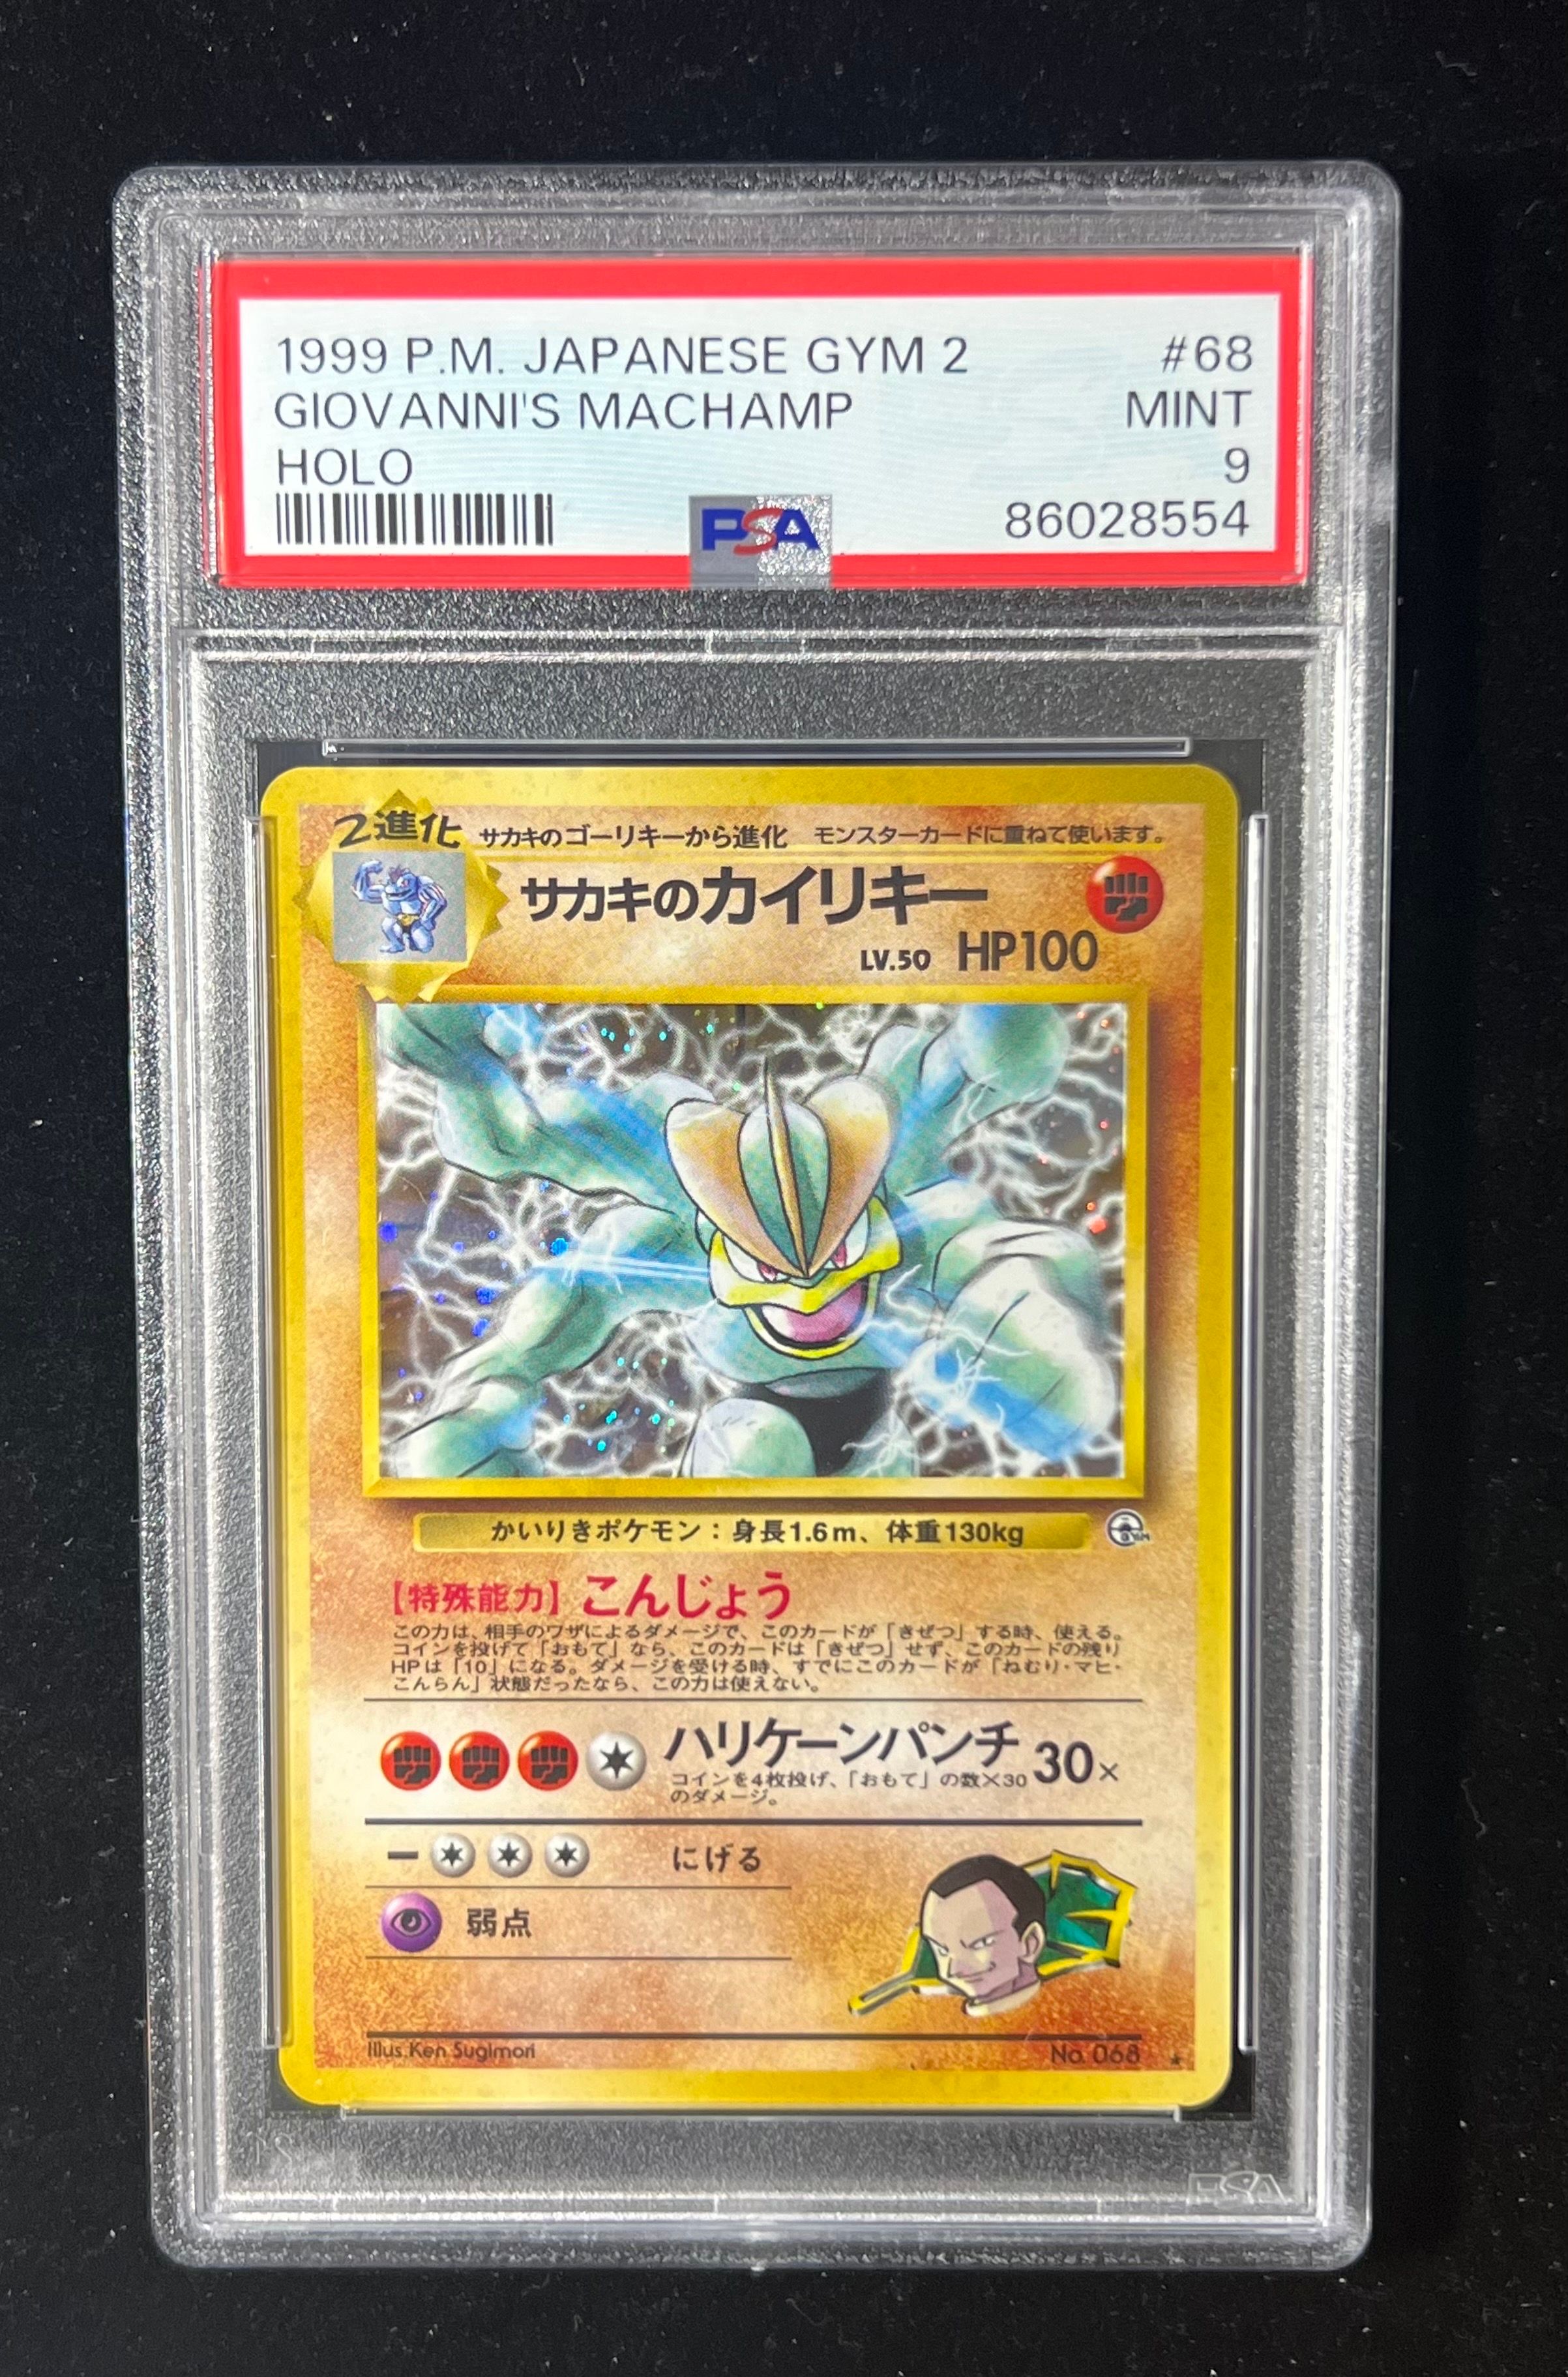 1999 P.M. JAPANESE GYM 2 #68
GIOVANNI'S MACHAMP MINT
HOLO 9
PSA 86028554
2進化 サカキのゴーリキーから進化 モンスターカードに重ねて使います。
サカキのカイリキー
LV.50 HP100
かいりきポケモン：身長1.6m、体重130kg
GYM
【特殊能力】こんじょう
この力は、相手のワザによるダメージで、このカードが「きぜつ」する時、使える。
コインを投げて「おもて」なら、このカードは「きぜつ」せず、このカードの残り
HPは「10」になる。ダメージを受ける時、すでにこのカードが「ねむり・マヒ・
こんらん」状態だったなら、この力は使えない。
ハリケーンパンチ 30×
コインを4枚投げ、「おもて」の数×30
のダメージ。
ー にげる
弱点
Illus.Ken Sugimori No.068 ★
PSA